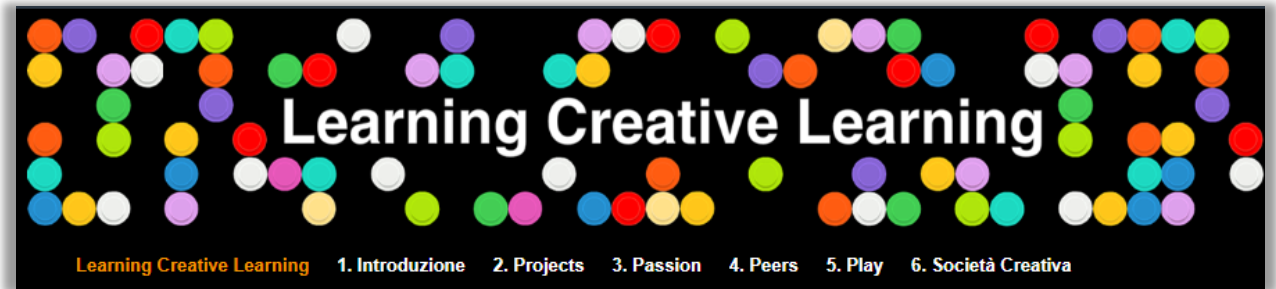 Learning Creative Learning
Learning Creative Learning 1. Introduzione 2. Projects 3. Passion 4. Peers 5. Play 6. Società Creativa